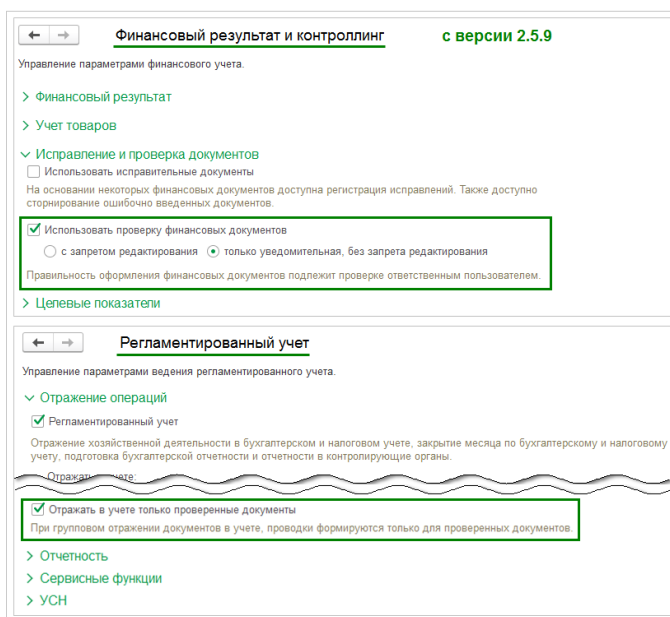 Финансовый результат и контроллинг с версии 2.5.9
Управление параметрами финансового учета.
Финансовый результат
Учет товаров
Исправление и проверка документов
Использовать исправительные документы
На основании некоторых финансовых документов доступна регистрация исправлений. Также доступно
сторнирование ошибочно введенных документов.
Использовать проверку финансовых документов
с запретом редактирования только уведомительная, без запрета редактирования
Правильность оформления финансовых документов подлежит проверке ответственным пользователем.
Целевые показатели
Регламентированный учет
Управление параметрами ведения регламентированного учета.
Отражение операций
Регламентированный учет
Отражение хозяйственной деятельности в бухгалтерском и налоговом учете, закрытие месяца по бухгалтерскому и налоговому
учету, подготовка бухгалтерской отчетности и отчетности в контролирующие органы.
Отражать в учете только проверенные документы
При групповом отражении документов в учете, проводки формируются только для проверенных документов.
Отчетность
Сервисные функции
УСН